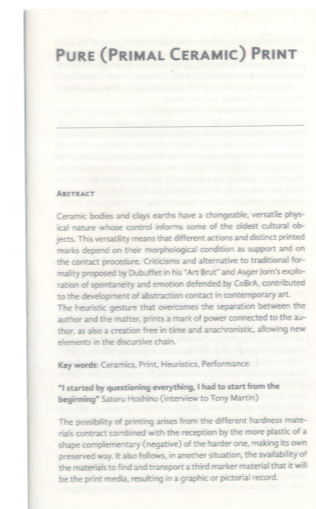 PURE (PRIMAL CERAMIC) PRINT
ABSTRACT
Ceramic bodies and clays earths have a changeable, versatile phys-
ical nature whose control informs some of the oldest cultural ob-
jects. This versatility means that different actions and distinct printed
marks depend on their morphological condition as support and on
the contact procedure. Criticisms and alternative to traditional for-
mality proposed by Dubuffet in his "Art Brut" and Asger Jorn's explo-
ration of spontaneity and emotion defended by CoBrA, contributed
to the development of abstraction contact in contemporary art.
The heuristic gesture that overcomes the separation between the
author and the matter, prints a mark of power connected to the au-
thor, as also a creation free in time and anachronistic, allowing new
elements in the discursive chain.
Key words: Ceramics, Print, Heuristics, Performance.
"I started by questioning everything, I had to start from the
beginning" Satoru Hoshino (interview to Tony Martin)
The possibility of printing arises from the different hardness mate-
rials contract combined with the reception by the more plastic of a
shape complementary (negative) of the harder one, making its own
preserved way. It also follows, in another situation, the availability of
the materials to find and transport a third marker material that it will
be the print media, resulting in a graphic or pictorial record.